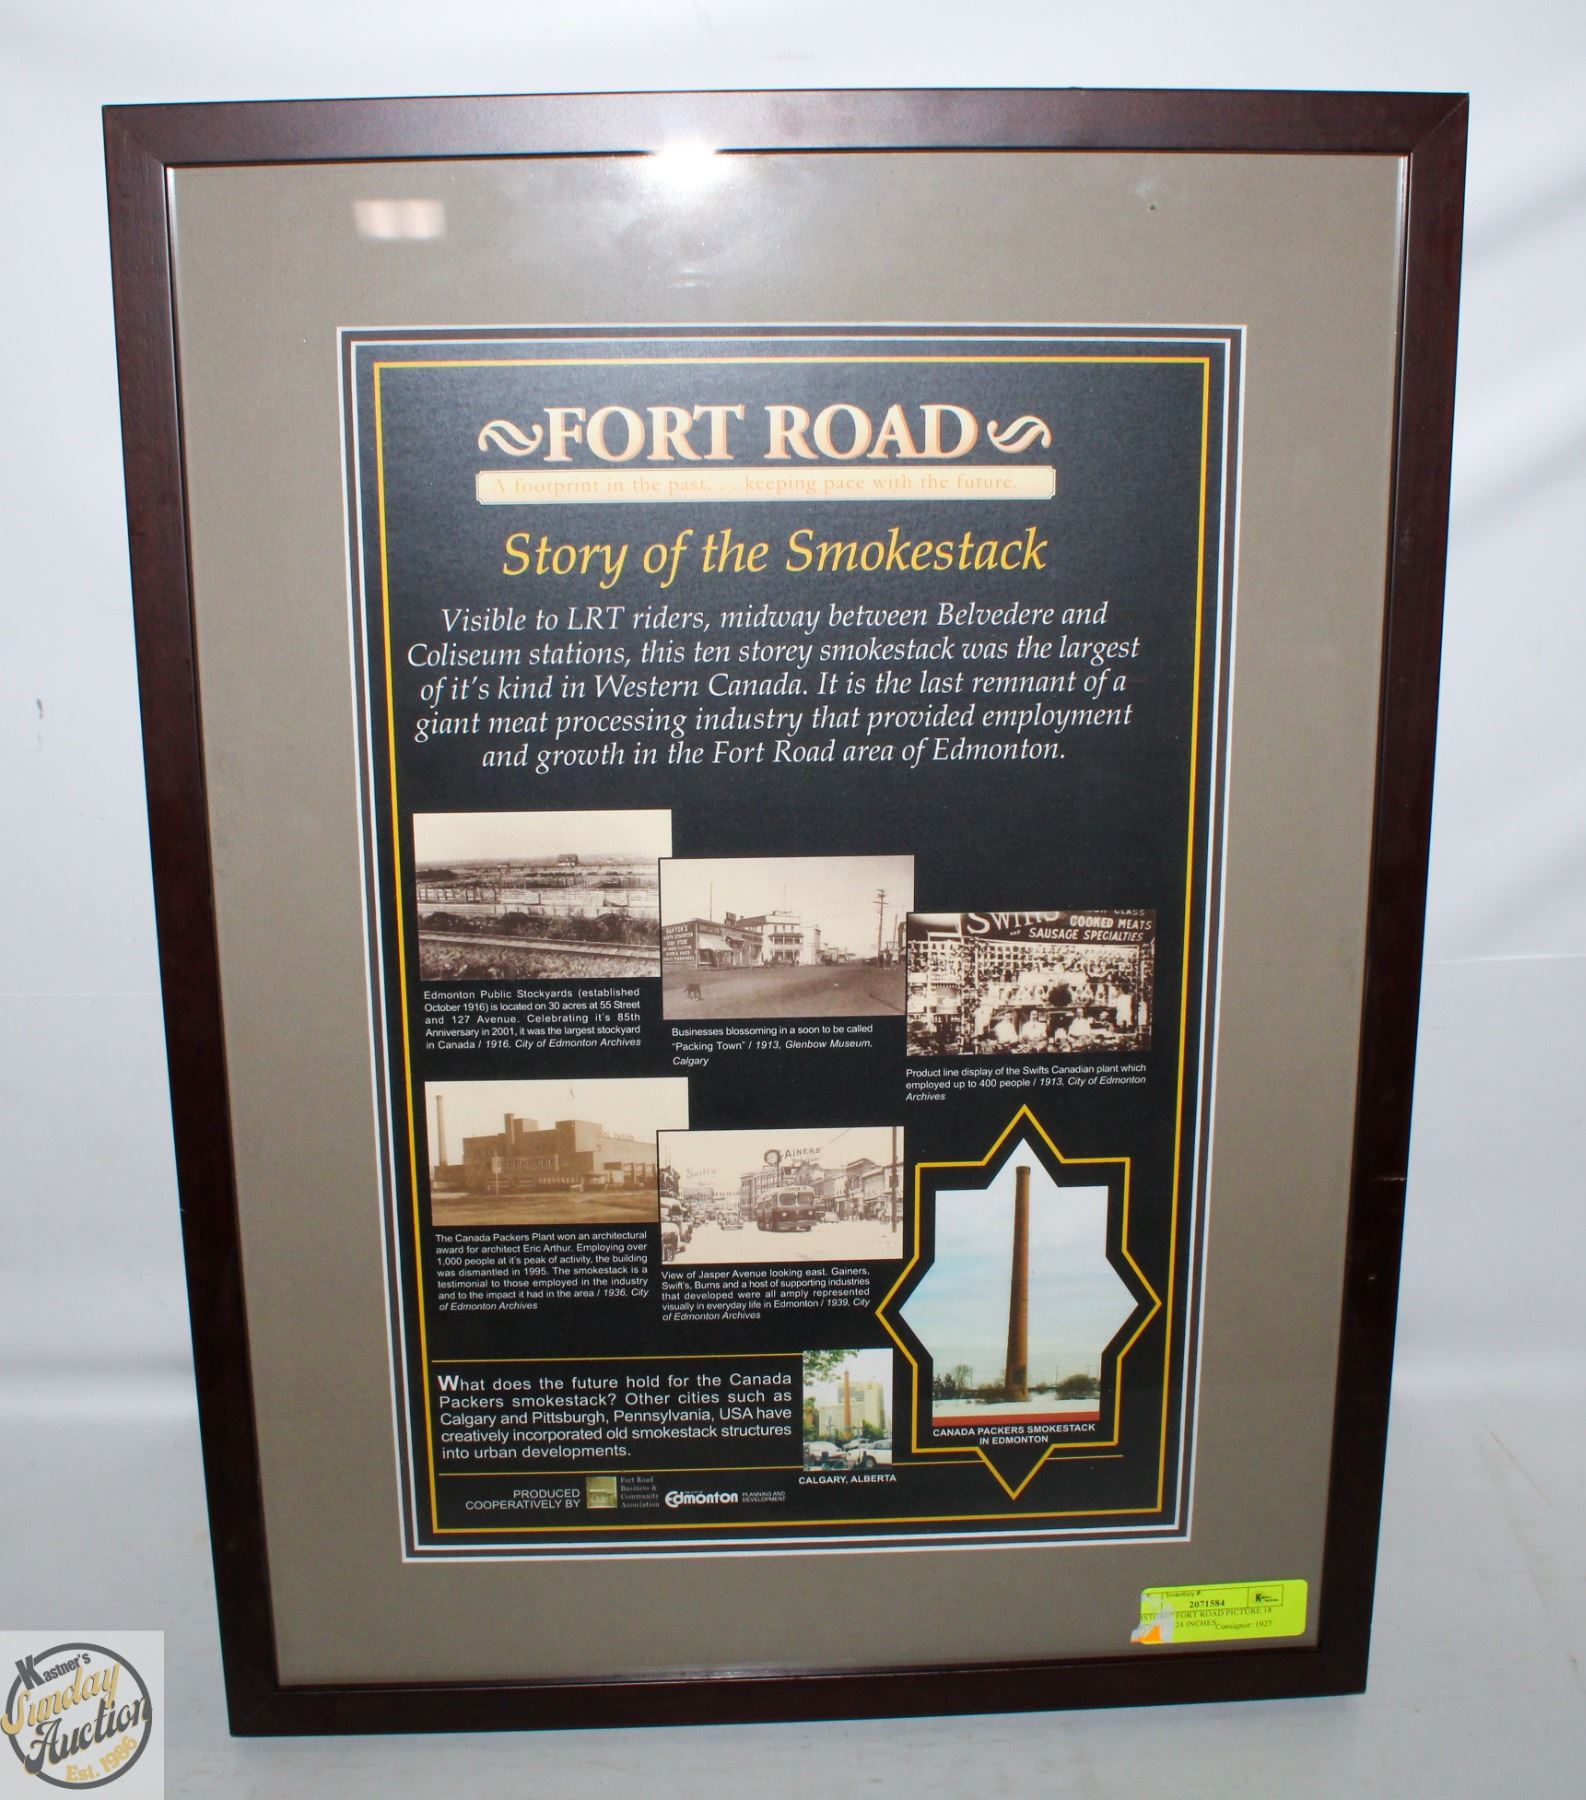 FORT ROAD
A footprint in the past. . . keeping pace with the future.
Story of the Smokestack
Visible to LRT riders, midway between Belvedere and
Coliseum stations, this ten storey smokestack was the largest
of it's kind in Western Canada. It is the last remnant of a
giant meat processing industry that provided employment
and growth in the Fort Road area of Edmonton.
Edmonton Public Stockyards (established
October 1916) is located on 30 acres at 55 Street
and 127 Avenue. Celebrating it's 85th
Anniversary in 2001, it was the largest stockyard
in Canada / 1916, City of Edmonton Archives
Businesses blossoming in a soon to be called
"Packing Town" / 1913, Glenbow Museum,
Calgary
Swifts
GLASS
COOKED MEATS
AND SAUSAGE SPECIALTIES
Product line display of the Swifts Canadian plant which
employed up to 400 people / 1913, City of Edmonton
Archives
The Canada Packers Plant won an architectural
award for architect Eric Arthur. Employing over
1,000 people at it's peak of activity, the building
was dismantled in 1995. The smokestack is a
testimonial to those employed in the industry
and to the impact it had in the area / 1936, City
of Edmonton Archives
GAINERS
View of Jasper Avenue looking east. Gainers,
Swift's, Burns and a host of supporting industries
that developed were all amply represented
visually in everyday life in Edmonton / 1939, City
of Edmonton Archives
What does the future hold for the Canada
Packers smokestack? Other cities such as
Calgary and Pittsburgh, Pennsylvania, USA have
creatively incorporated old smokestack structures
into urban developments.
CALGARY, ALBERTA
CANADA PACKERS SMOKESTACK
IN EDMONTON
PRODUCED
COOPERATIVELY BY
Fort Road
Business &
Community
Association
Edmonton
PLANNING AND
DEVELOPMENT
Inventory #:
2071584
FORT ROAD PICTURE 18
24 INCHES
Consignor: 1927
Kastner's
Sunday
Auction
Est. 1986